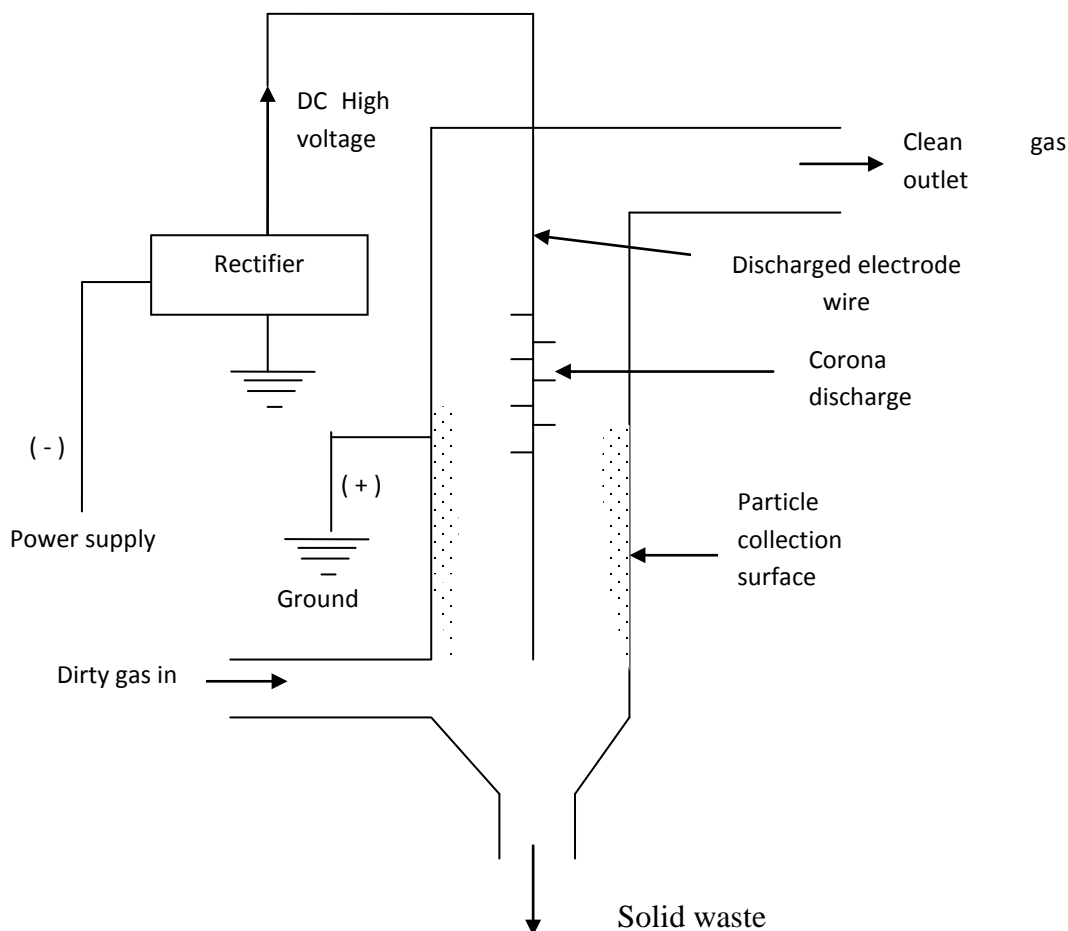 DC High
voltage
Clean gas
outlet
Rectifier
Discharged electrode
wire
Corona
discharge
( - )
( + )
Particle
collection
surface
Power supply
Ground
Dirty gas in
Solid waste